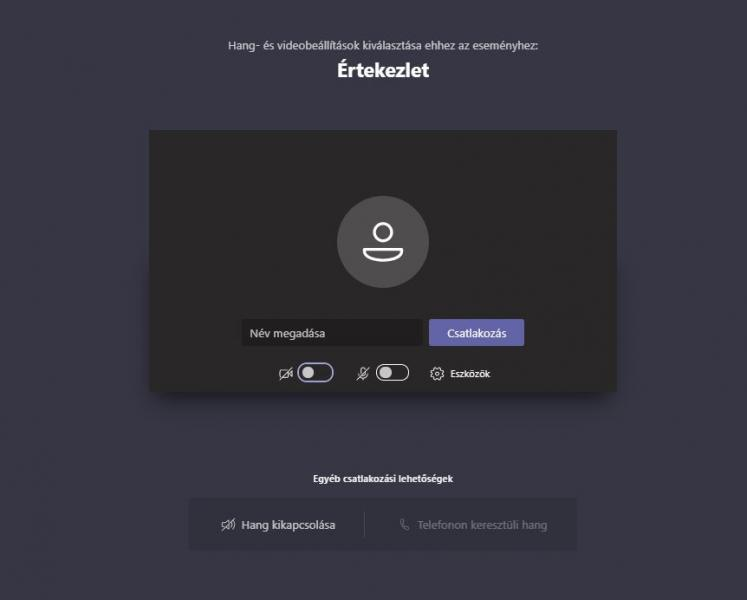 Hang- és videobeállítások kiválasztása ehhez az eseményhez:
Értekezlet
Név megadása
Csatlakozás
Eszközök
Egyéb csatlakozási lehetőségek
Hang kikapcsolása
Telefonon keresztüli hang